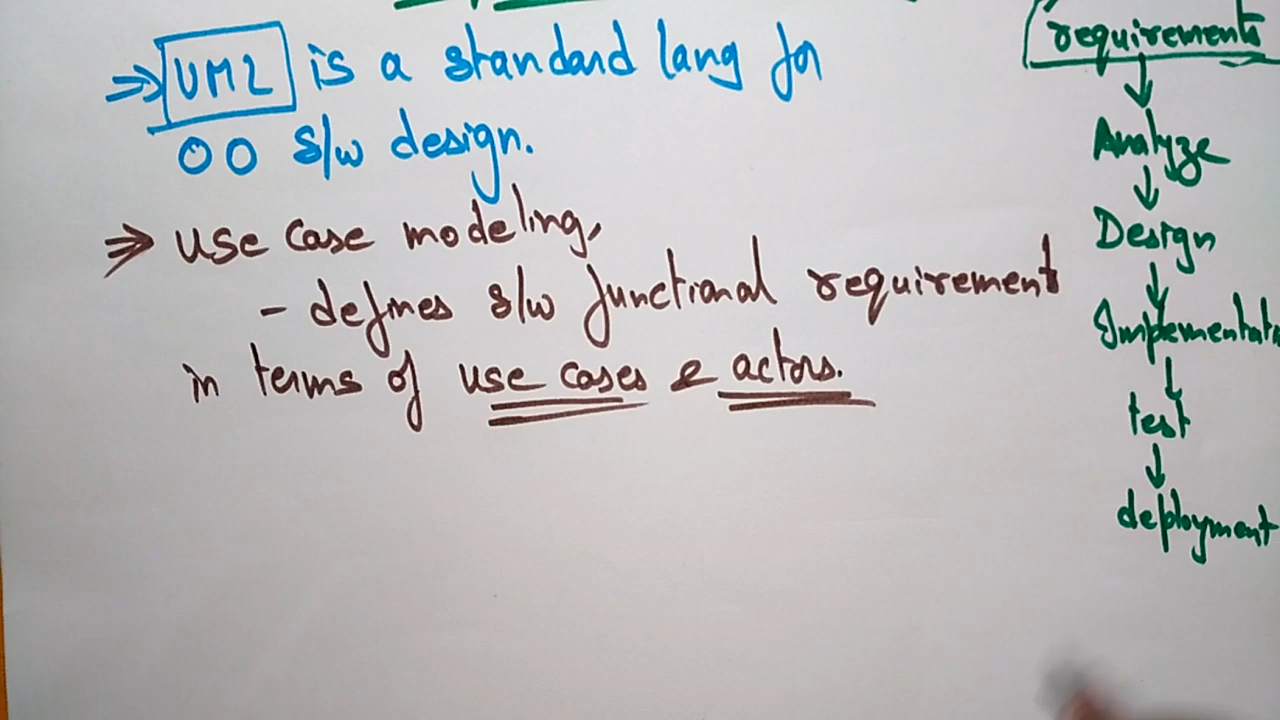 ⇒ UML is a standard lang for
OO s/w design.
⇒ use case modeling,
- defines s/w functional requirement
in terms of use cases & actors.
requirements
↓
Analyze
↓
Design
↓
Implementati
↓
test
↓
deployment